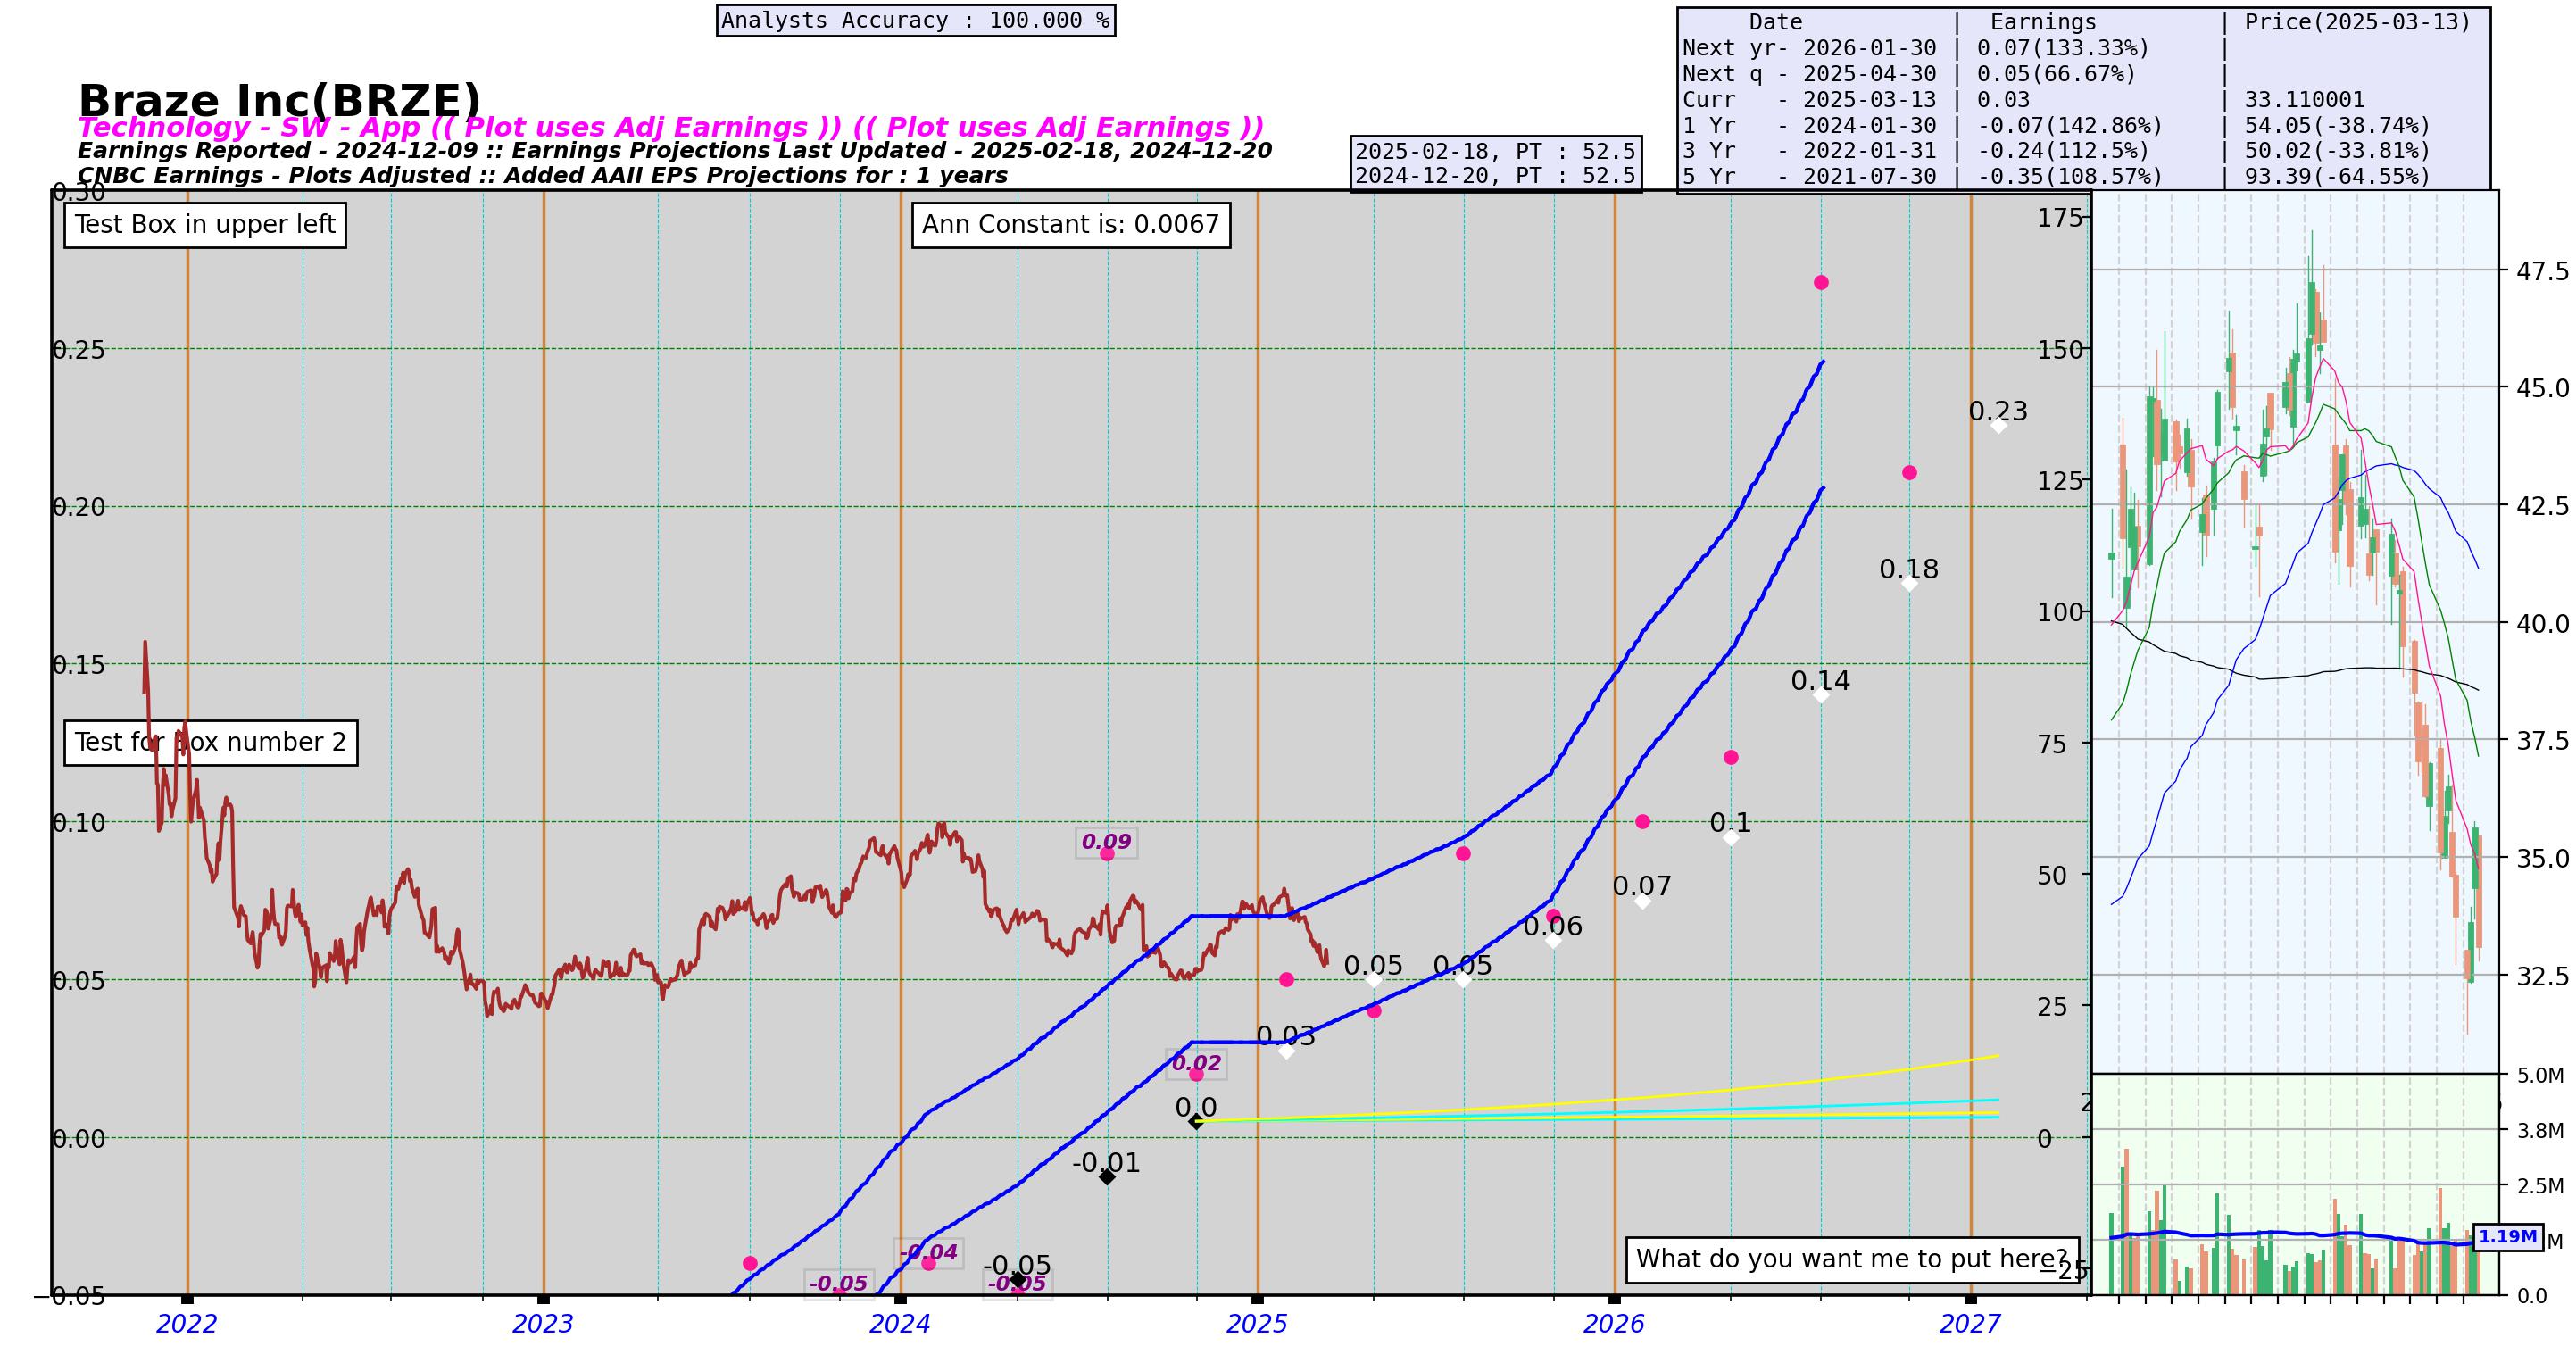 Analysts Accuracy : 100.000 %
Date | Earnings | Price(2025-03-13)
Next yr- 2026-01-30 | 0.07(133.33%) |
Next q - 2025-04-30 | 0.05(66.67%) |
Curr - 2025-03-13 | 0.03 | 33.110001
1 Yr - 2024-01-30 | -0.07(142.86%) | 54.05(-38.74%)
3 Yr - 2022-01-31 | -0.24(112.5%) | 50.02(-33.81%)
5 Yr - 2021-07-30 | -0.35(108.57%) | 93.39(-64.55%)
Braze Inc(BRZE)
Technology - SW - App (( Plot uses Adj Earnings )) (( Plot uses Adj Earnings ))
Earnings Reported - 2024-12-09 :: Earnings Projections Last Updated - 2025-02-18, 2024-12-20
CNBC Earnings - Plots Adjusted :: Added AAII EPS Projections for : 1 years
2025-02-18, PT : 52.5
2024-12-20, PT : 52.5
Test Box in upper left
Ann Constant is: 0.0067
Test for Box number 2
What do you want me to put here?
0.30
0.25
0.20
0.15
0.10
0.05
0.00
−0.05
-0.05
-0.04
-0.05
-0.05
-0.01
0.09
0.02
0.0
0.03
0.05
0.05
0.06
0.07
0.1
0.14
0.18
0.23
175
150
125
100
75
50
25
0
−25
47.5
45.0
42.5
40.0
37.5
35.0
32.5
5.0M
3.8M
2.5M
1.19M
0.0
2022
2023
2024
2025
2026
2027